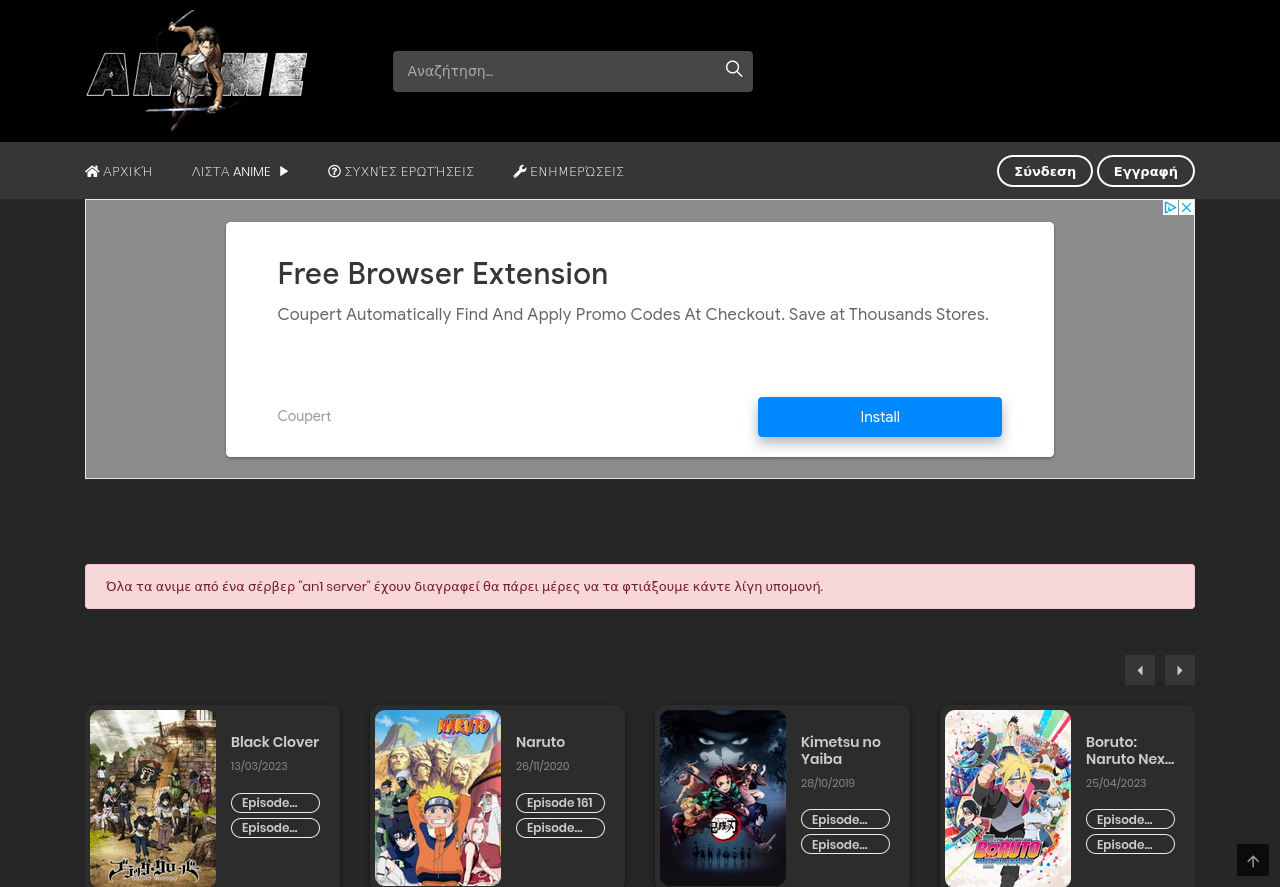 ANIME
Αναζήτηση...
ΑΡΧΙΚΉ
ΛΙΣΤΑ ANIME
ΣΥΧΝΈΣ ΕΡΩΤΉΣΕΙΣ
ΕΝΗΜΕΡΏΣΕΙΣ
Σύνδεση
Εγγραφή
Free Browser Extension
Coupert Automatically Find And Apply Promo Codes At Checkout. Save at Thousands Stores.
Coupert
Install
Όλα τα ανιμε από ένα σέρβερ "an1 server" έχουν διαγραφεί θα πάρει μέρες να τα φτιάξουμε κάντε λίγη υπομονή.
Black Clover
13/03/2023
Episode...
Episode...
NARUTO
Naruto
26/11/2020
Episode 161
Episode...
Kimetsu no
Yaiba
28/10/2019
Episode...
Episode...
BORUTO
Boruto:
Naruto Nex...
25/04/2023
Episode...
Episode...